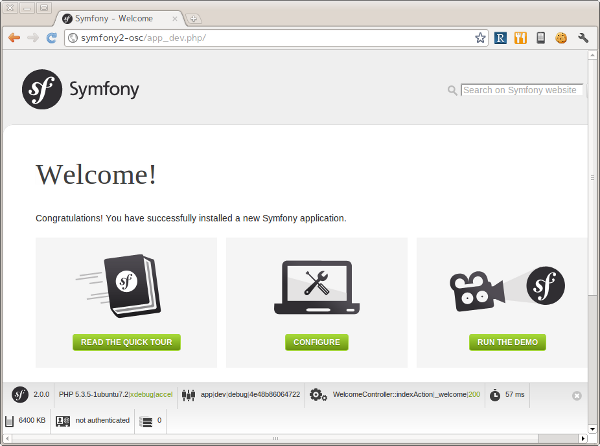 Symfony - Welcome
symfony2-osc/app_dev.php/
sf Symfony
Search on Symfony website
Welcome!
Congratulations! You have successfully installed a new Symfony application.
sf
sf
READ THE QUICK TOUR
CONFIGURE
RUN THE DEMO
sf 2.0.0 PHP 5.3.5-1ubuntu7.2|xdebug|accel app|dev|debug|4e48b86064722 WelcomeController::indexAction|_welcome|200 57 ms
6400 KB not authenticated 0